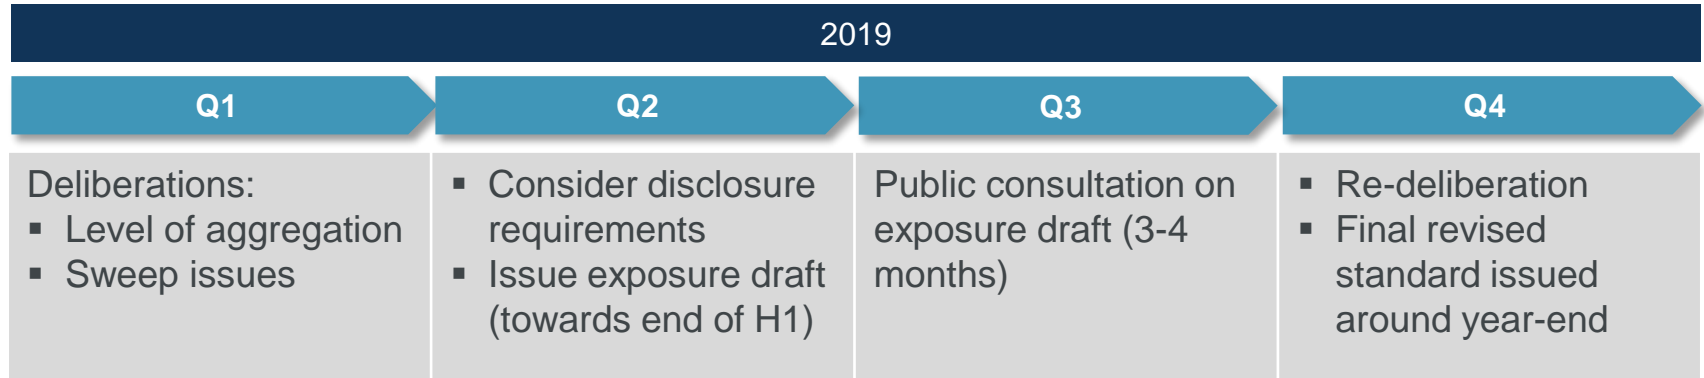 2019
Q1
Q2
Q3
Q4
Deliberations:
▪ Level of aggregation
▪ Sweep issues
▪ Consider disclosure
requirements
▪ Issue exposure draft
(towards end of H1)
Public consultation on
exposure draft (3-4
months)
▪ Re-deliberation
▪ Final revised
standard issued
around year-end